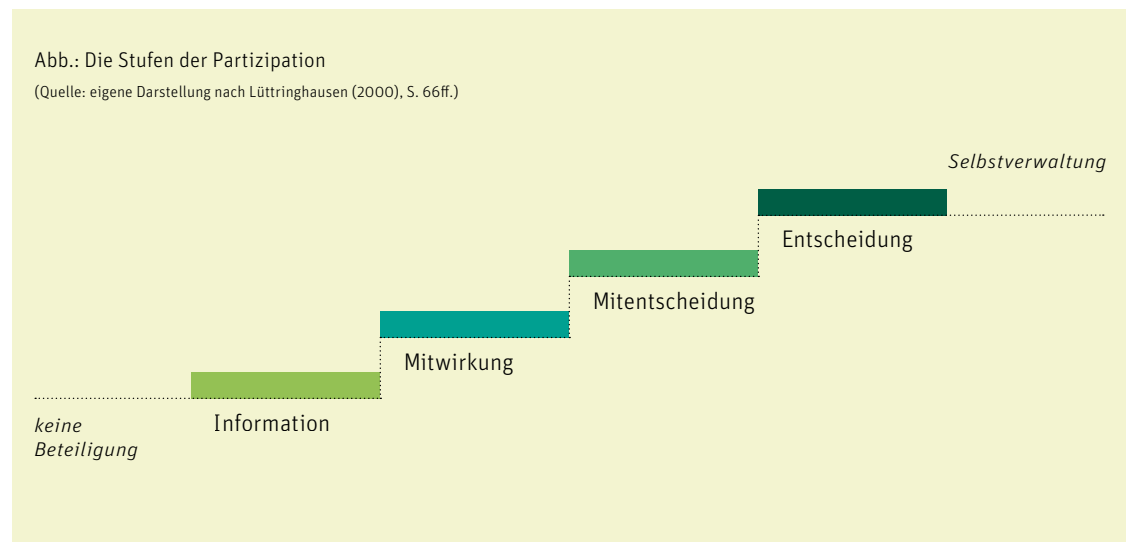 Abb.: Die Stufen der Partizipation
(Quelle: eigene Darstellung nach Lüttringhausen (2000), S. 66ff.)
Selbstverwaltung
Entscheidung
Mitentscheidung
Mitwirkung
Information
keine
Beteiligung